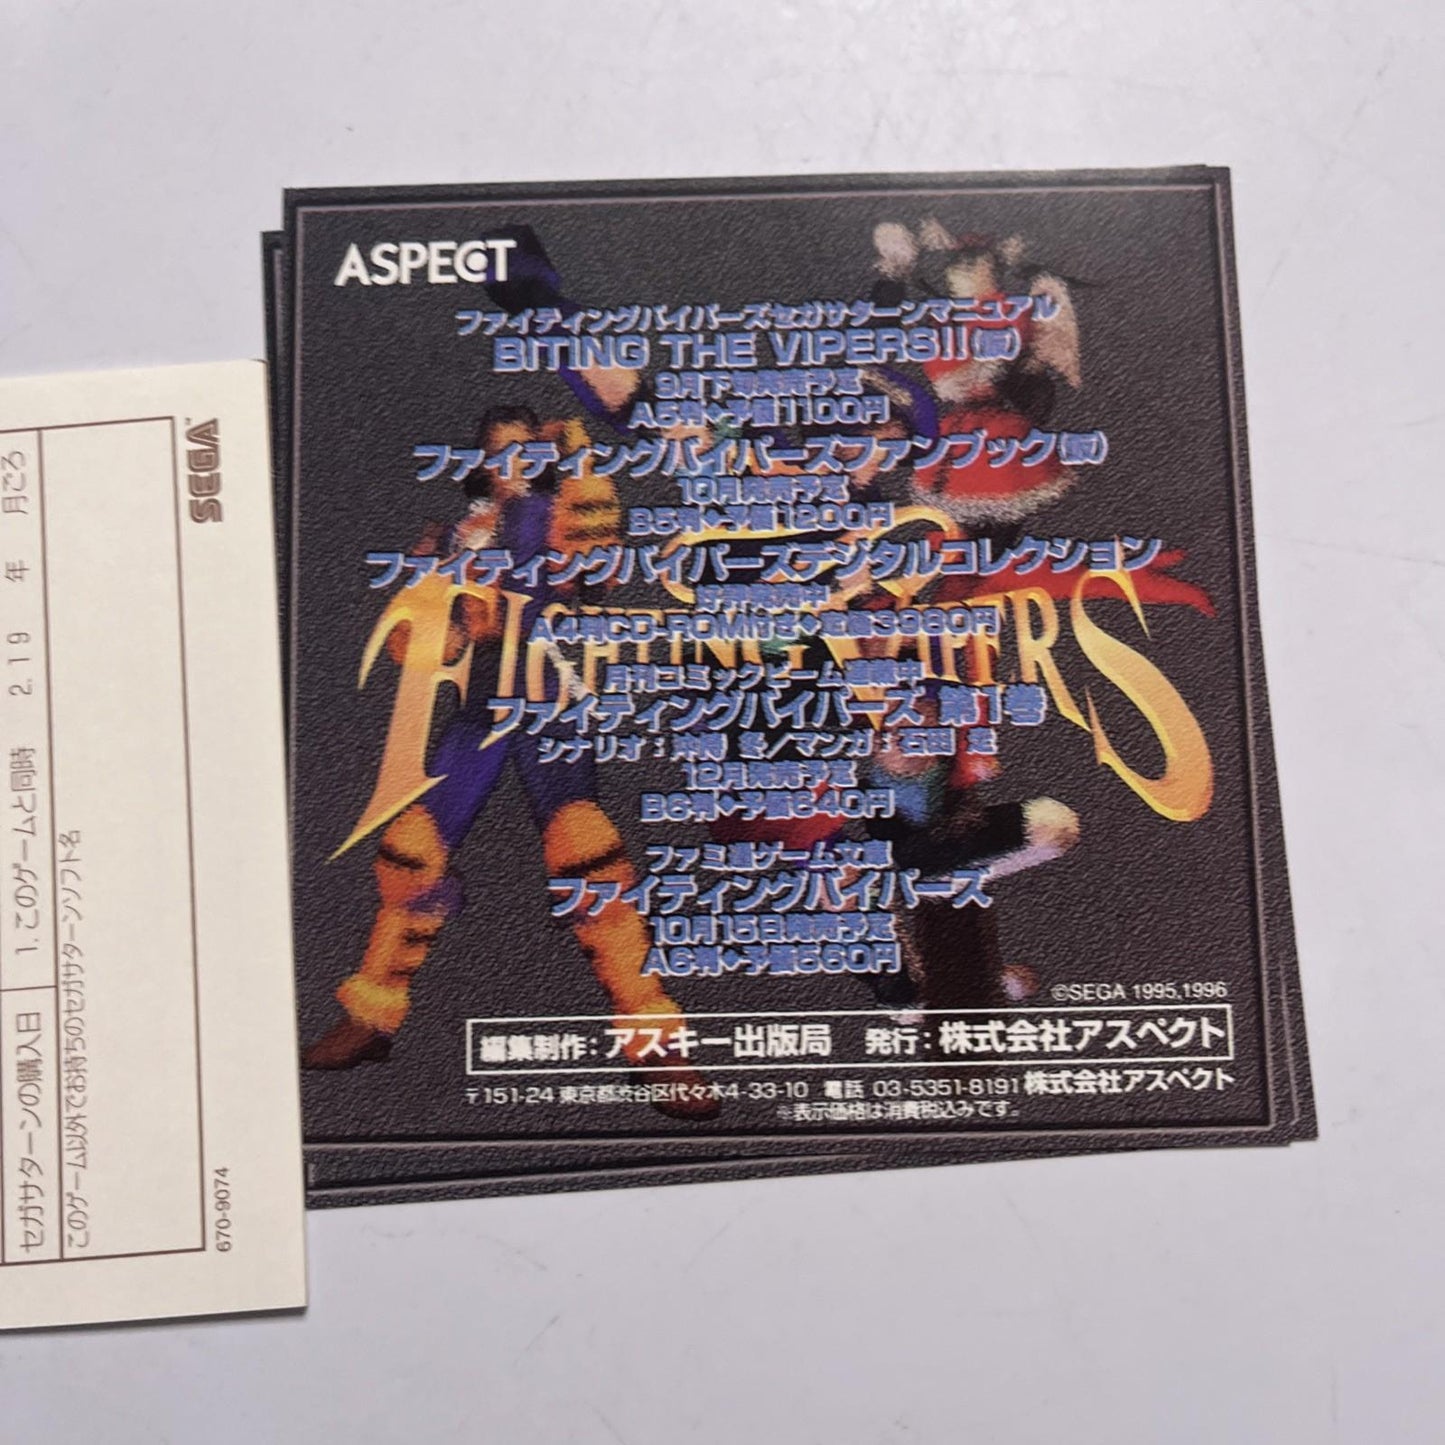 ASPECT
ファイティングバイパーズセガサターンマニュアル
BITING THE VIPERSII(仮)
9月下旬発売予定
A5判◆予価1100円
ファイティングバイパーズファンブック(仮)
10月発売予定
B5判◆予価1200円
ファイティングバイパーズデジタルコレクション
好評発売中
A4判CD-ROM付き◆定価3980円
FIGHTING VIPERS
月刊コミックビーム連載中
ファイティングバイパーズ 第1巻
シナリオ:冬/マンガ:石田 走
12月発売予定
B6判◆予価640円
ファミ通ゲーム文庫
ファイティングバイパーズ
10月15日発売予定
A6判◆予価560円
©SEGA 1995,1996
編集制作:アスキー出版局 発行:株式会社アスペクト
〒151-24 東京都渋谷区代々木4-33-10 電話 03-5351-8191 株式会社アスペクト
※表示価格は消費税込みです。
SEGA™
セガサターンの購入日 1.このゲームと同時 2.19 年 月ごろ
このゲーム以外でお持ちのセガサターンソフト名
670-9074